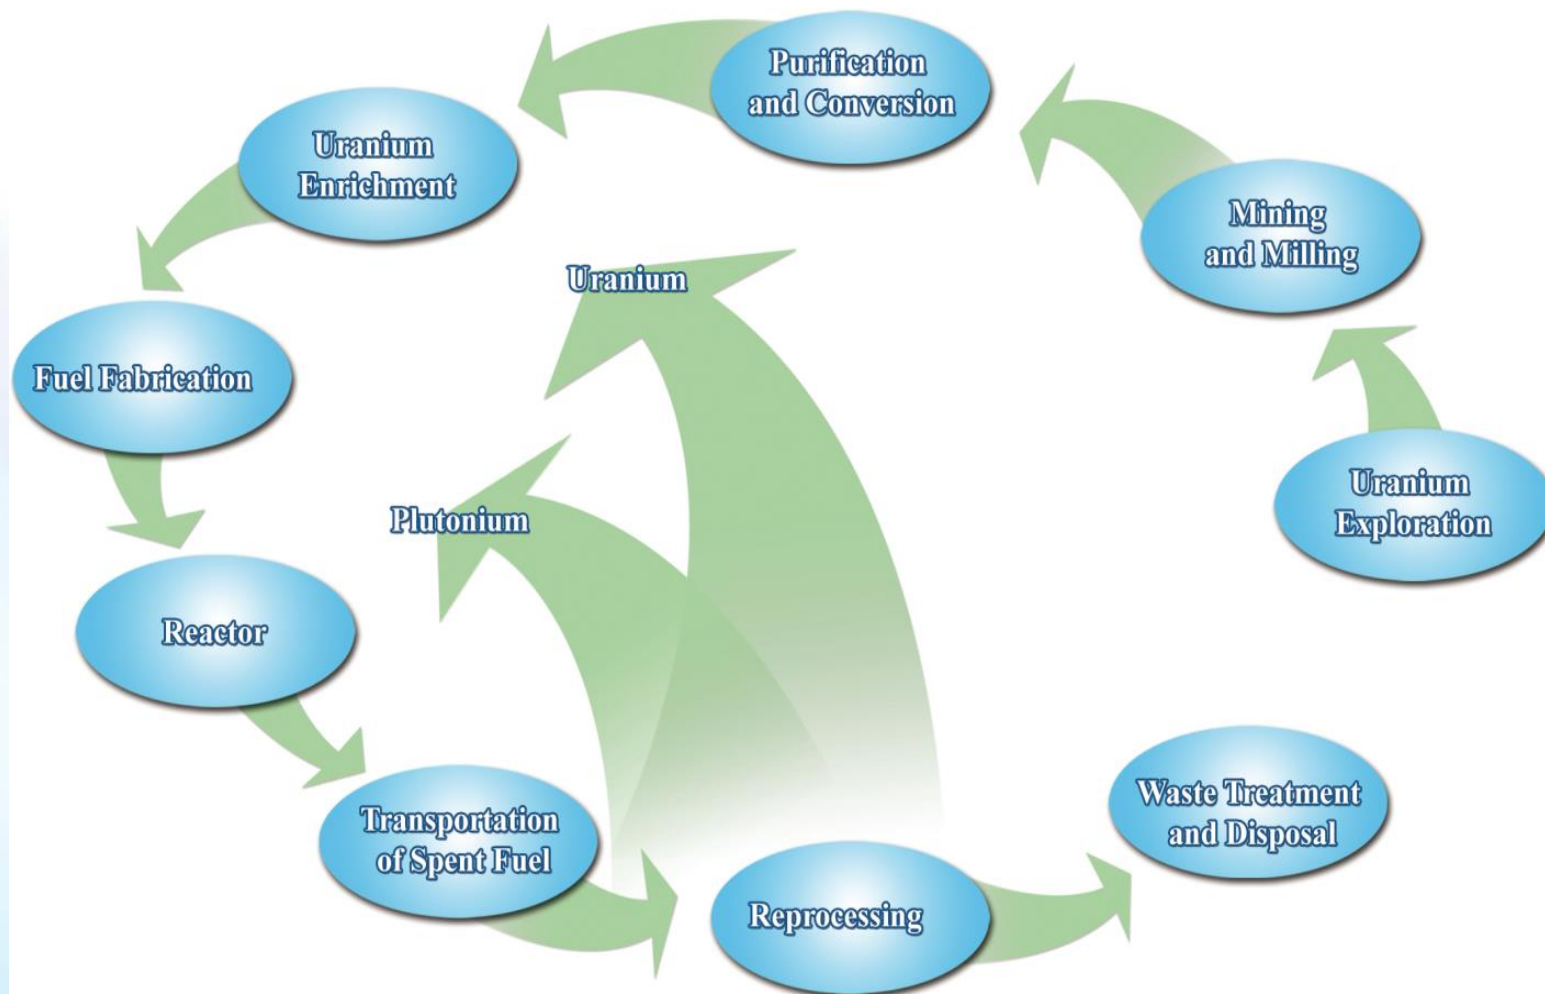 Purification
and Conversion
Uranium
Enrichment
Mining
and Milling
Uranium
Fuel Fabrication
Uranium
Exploration
Plutonium
Reactor
Transportation
of Spent Fuel
Waste Treatment
and Disposal
Reprocessing